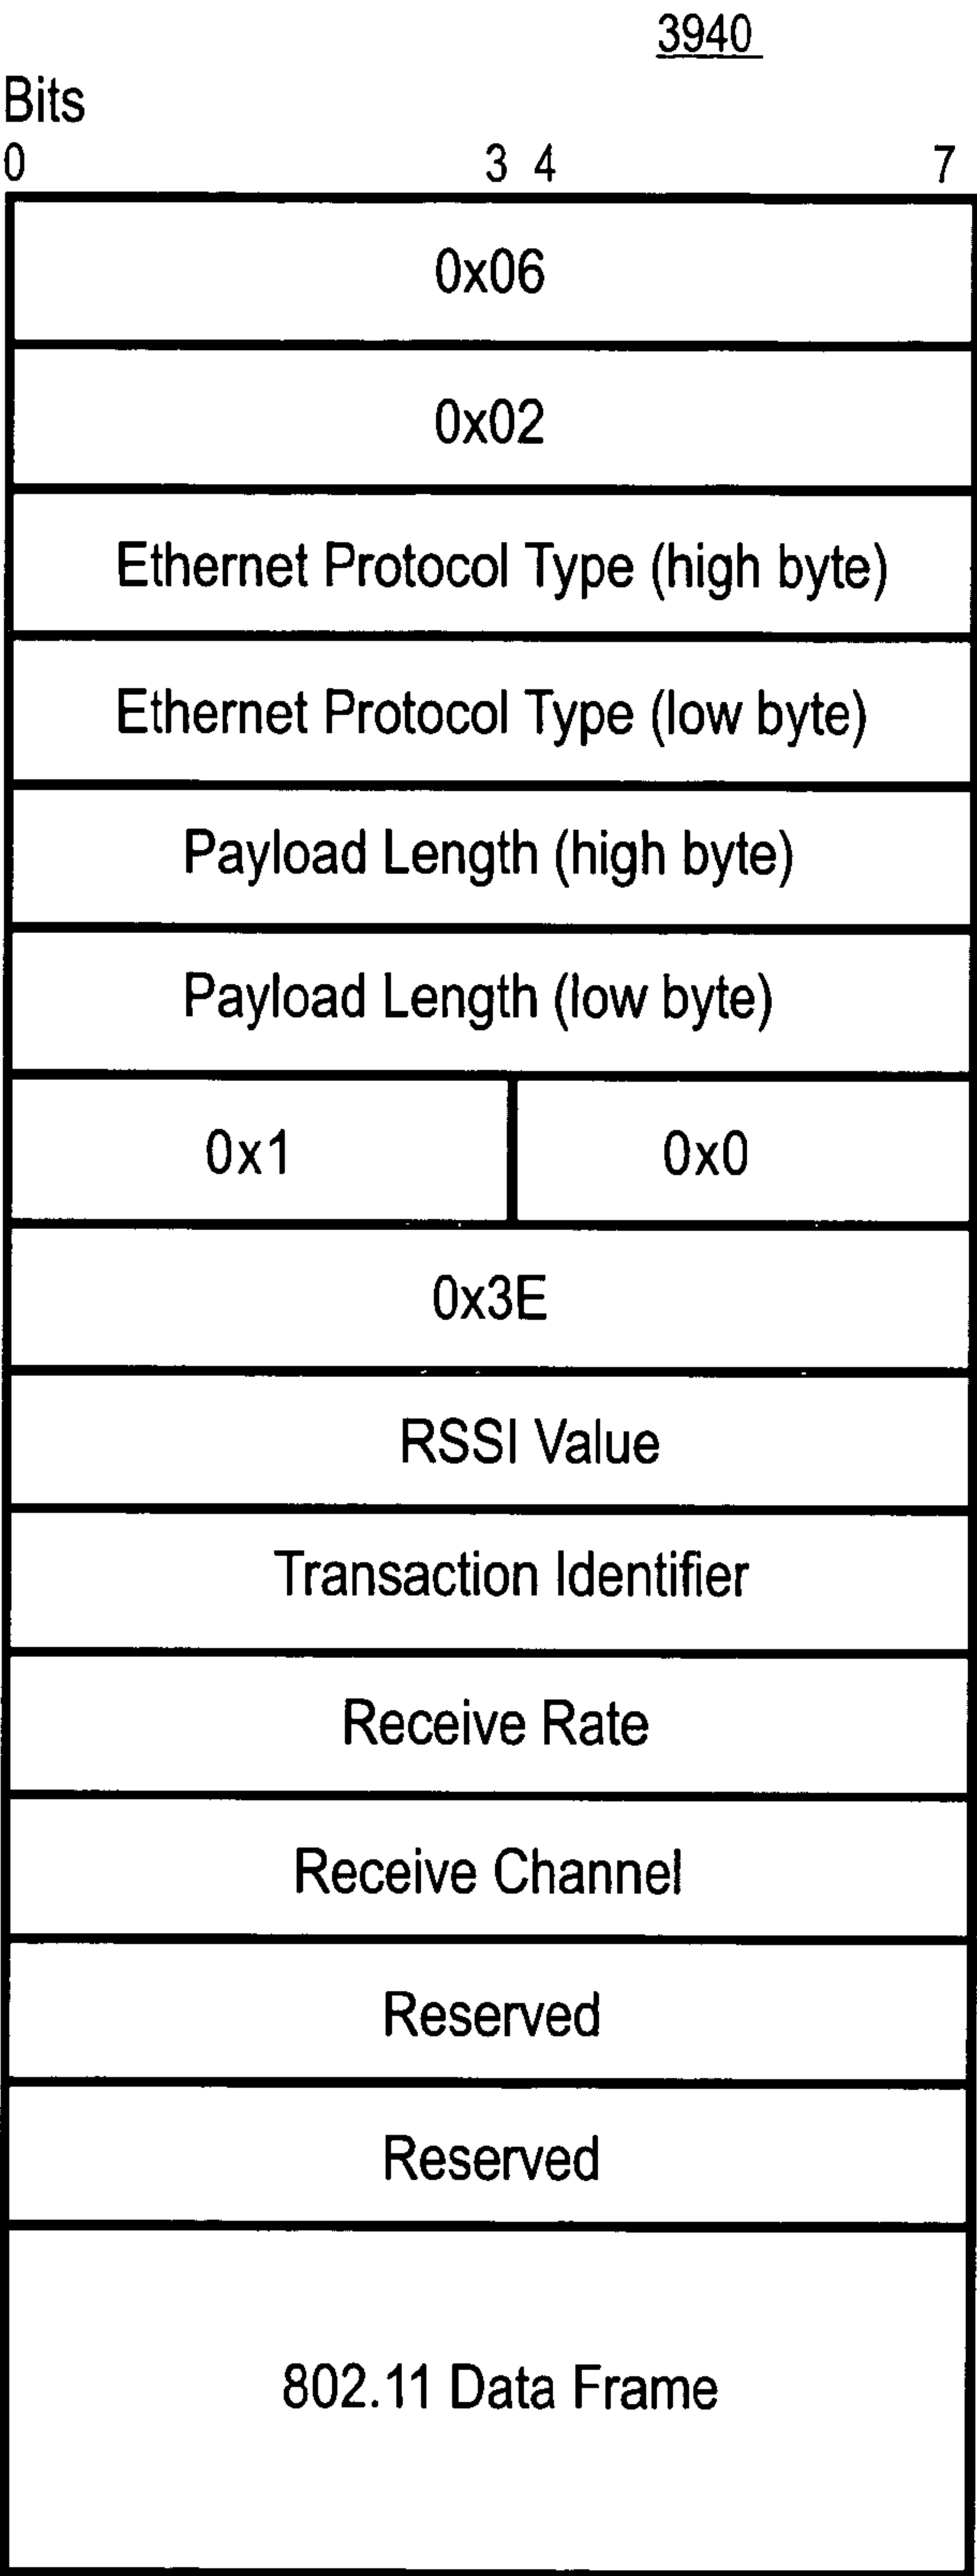 3940
Bits
0 3 4 7
0x06
0x02
Ethernet Protocol Type (high byte)
Ethernet Protocol Type (low byte)
Payload Length (high byte)
Payload Length (low byte)
0x1 0x0
0x3E
RSSI Value
Transaction Identifier
Receive Rate
Receive Channel
Reserved
Reserved
802.11 Data Frame